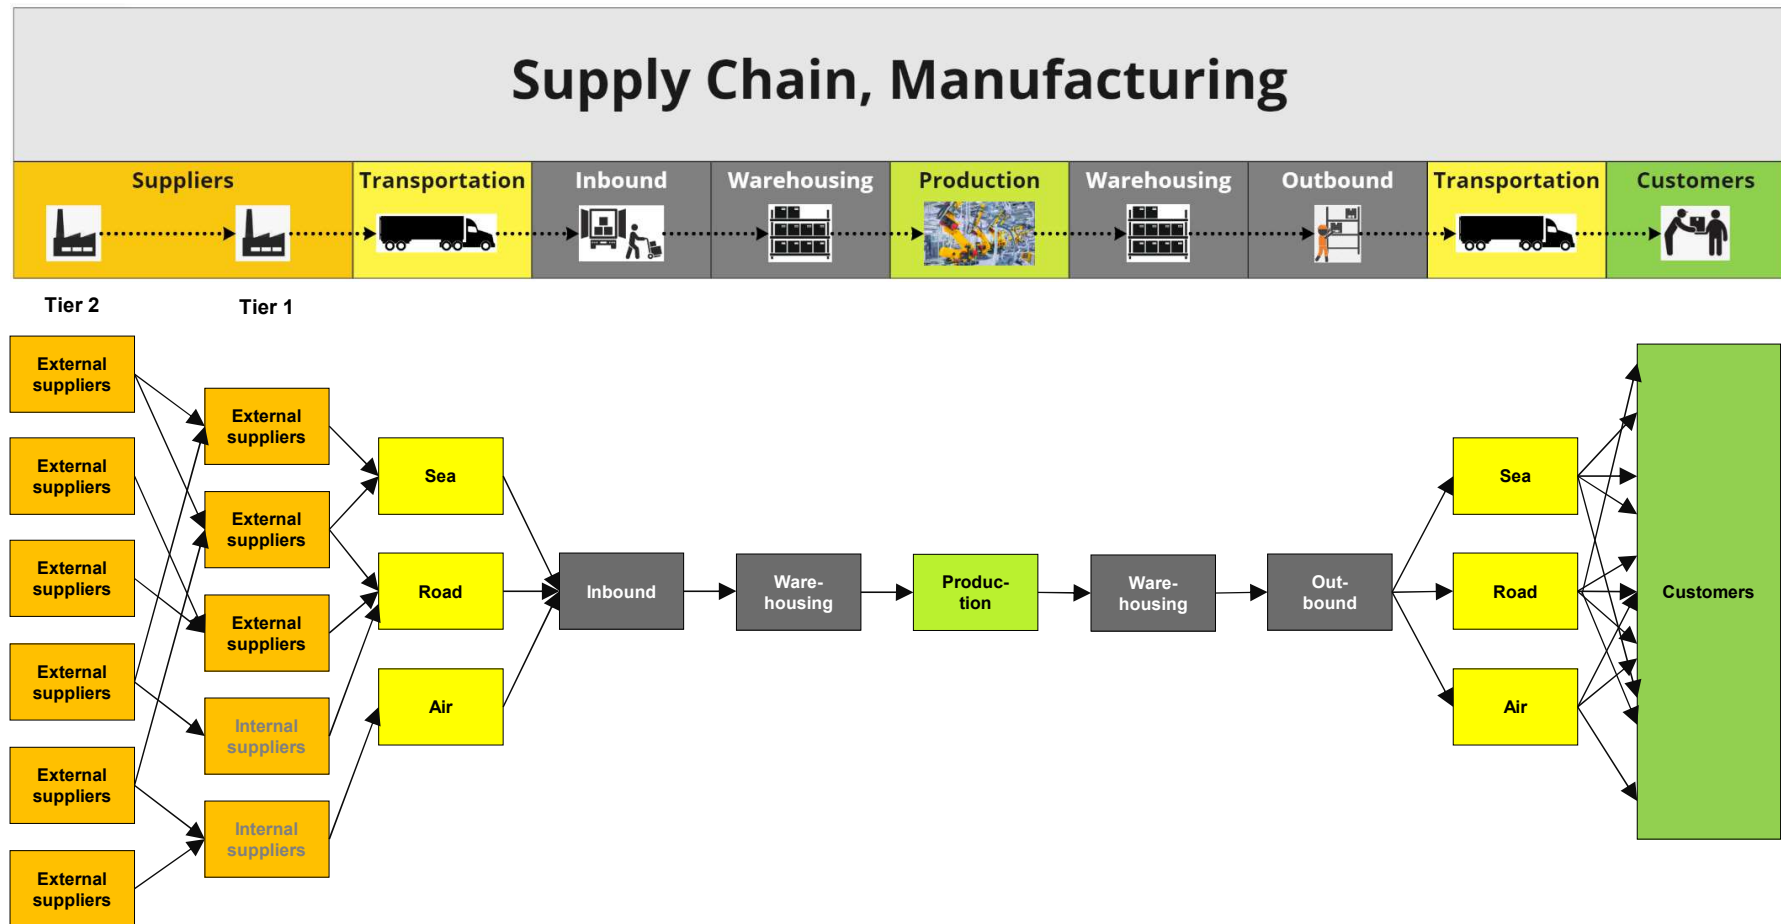 Supply Chain, Manufacturing
Suppliers
Transportation
Inbound
Warehousing
Production
Warehousing
Outbound
Transportation
Customers
Tier 2
Tier 1
External
suppliers
External
suppliers
External
suppliers
External
suppliers
External
suppliers
External
suppliers
External
suppliers
External
suppliers
External
suppliers
Internal
suppliers
Internal
suppliers
Sea
Road
Air
Inbound
Ware-
housing
Produc-
tion
Ware-
housing
Out-
bound
Sea
Road
Air
Customers